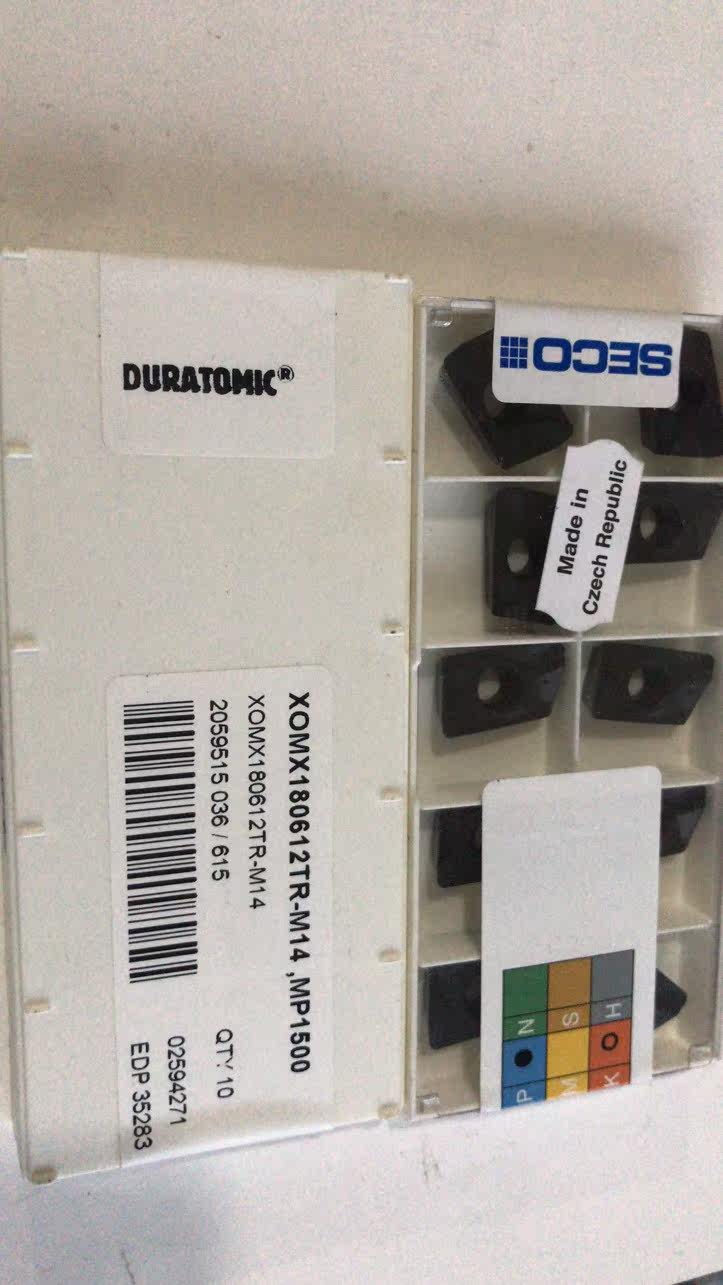 DURATOMIC®
XOMX180612TR-M14 ,MP1500
XOMX180612TR-M14
2059515 036 / 615
QTY 10
02594271
EDP 35283
SECO
Made in
Czech Republic
P
M
K
N
S
H